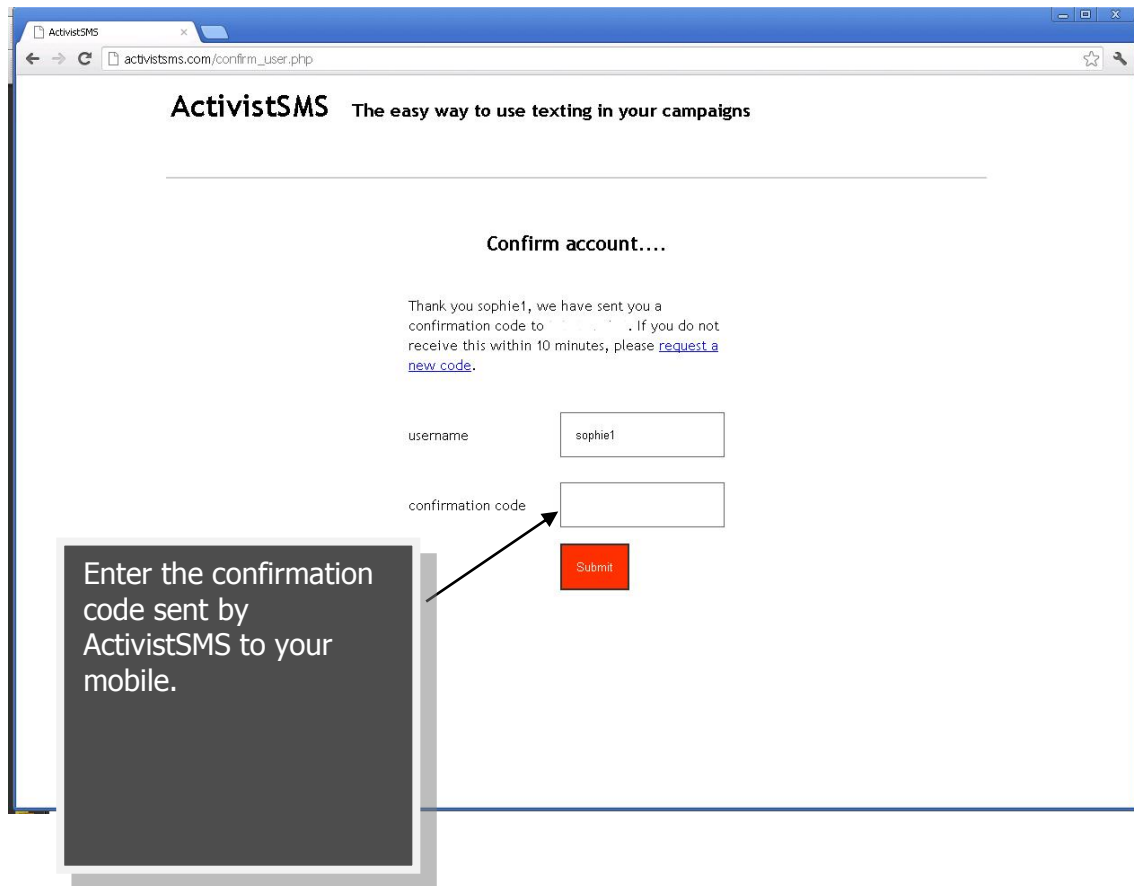 ActivistSMS
activistsms.com/confirm_user.php
ActivistSMS The easy way to use texting in your campaigns
Confirm account....
Thank you sophie1, we have sent you a
confirmation code to . If you do not
receive this within 10 minutes, please request a
new code.
username sophie1
confirmation code
Submit
Enter the confirmation
code sent by
ActivistSMS to your
mobile.